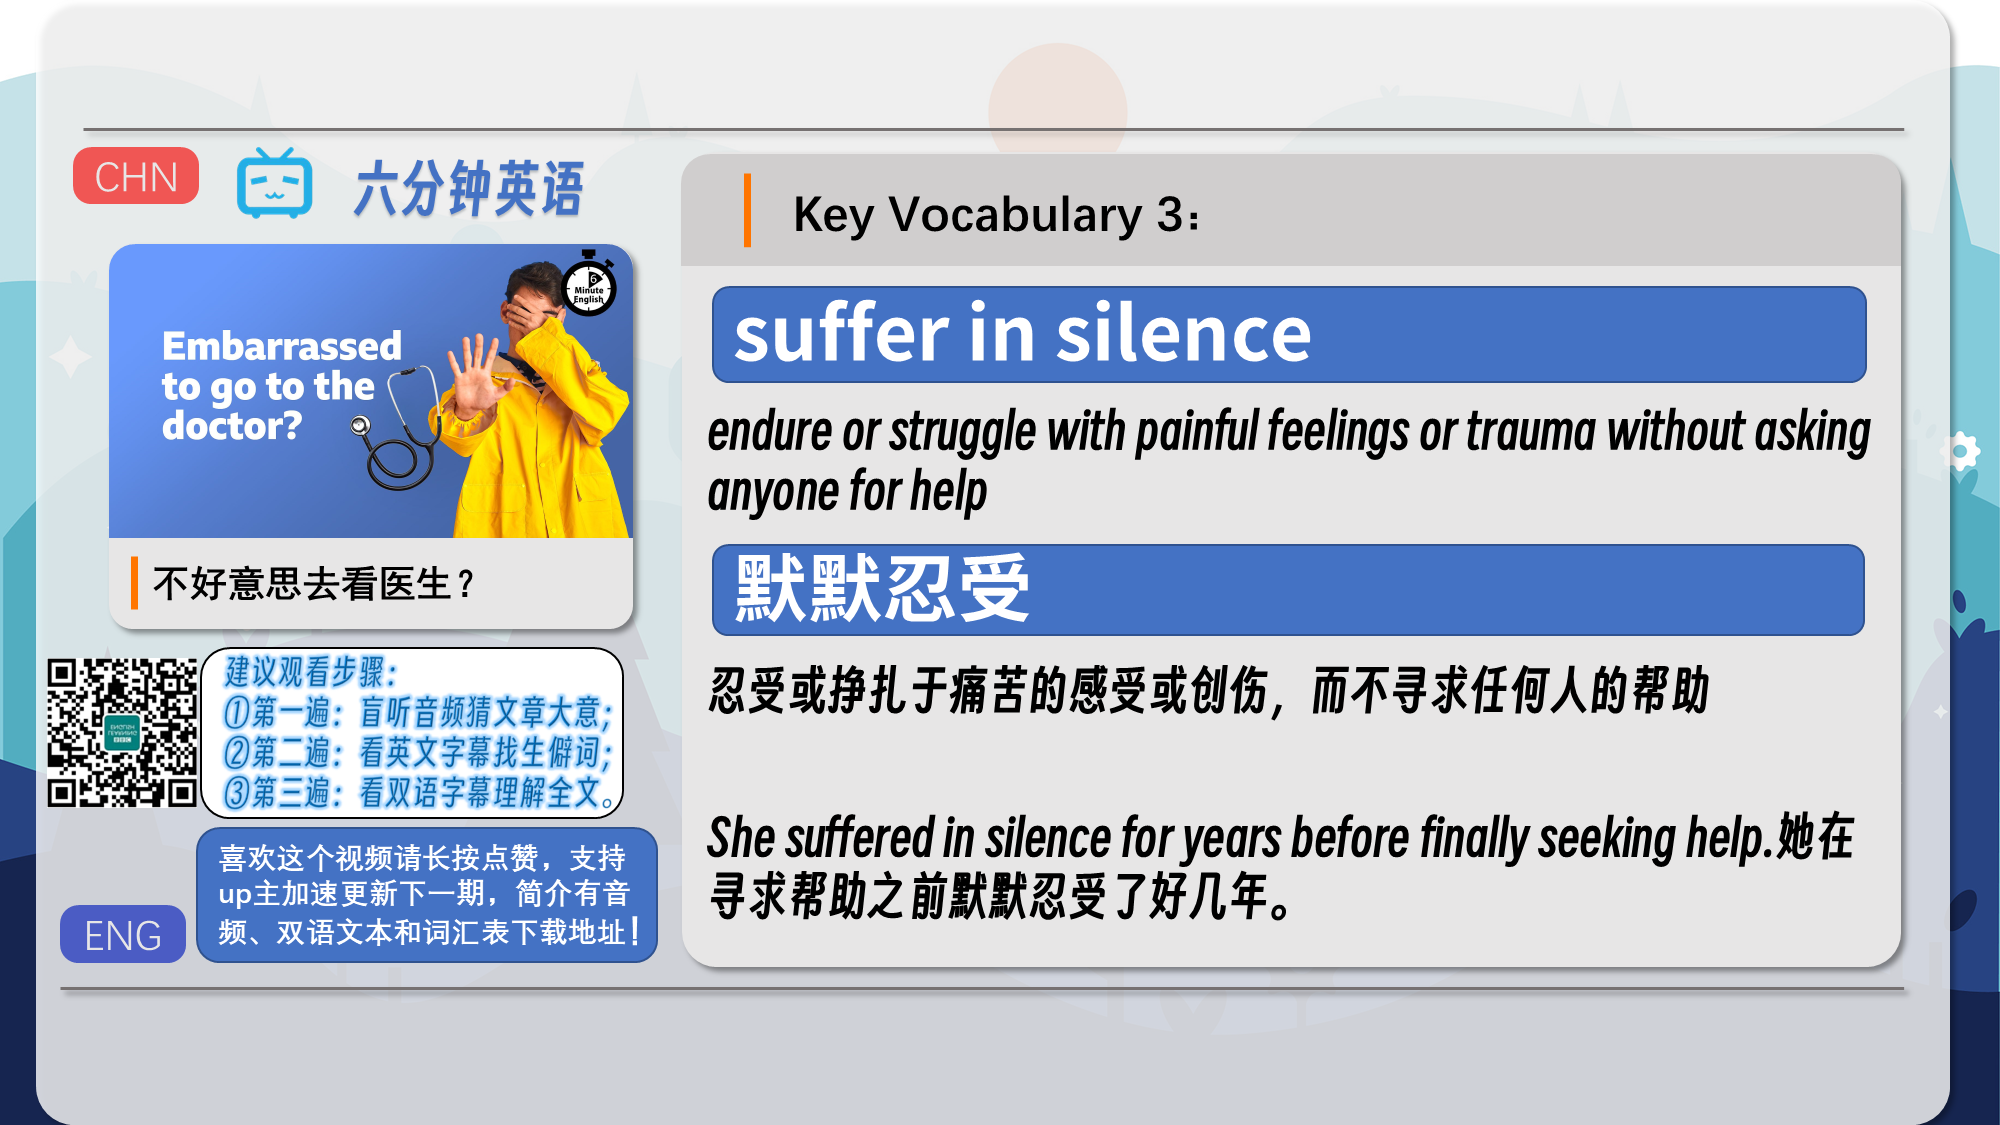 CHN
六分钟英语
6
Minute
English
Embarrassed
to go to the
doctor?
不好意思去看医生？
建议观看步骤：
①第一遍：盲听音频猜文章大意；
②第二遍：看英文字幕找生僻词；
③第三遍：看双语字幕理解全文。
喜欢这个视频请长按点赞，支持
up主加速更新下一期，简介有音
频、双语文本和词汇表下载地址！
ENG
Key Vocabulary 3：
suffer in silence
endure or struggle with painful feelings or trauma without asking
anyone for help
默默忍受
忍受或挣扎于痛苦的感受或创伤，而不寻求任何人的帮助
She suffered in silence for years before finally seeking help.她在
寻求帮助之前默默忍受了好几年。